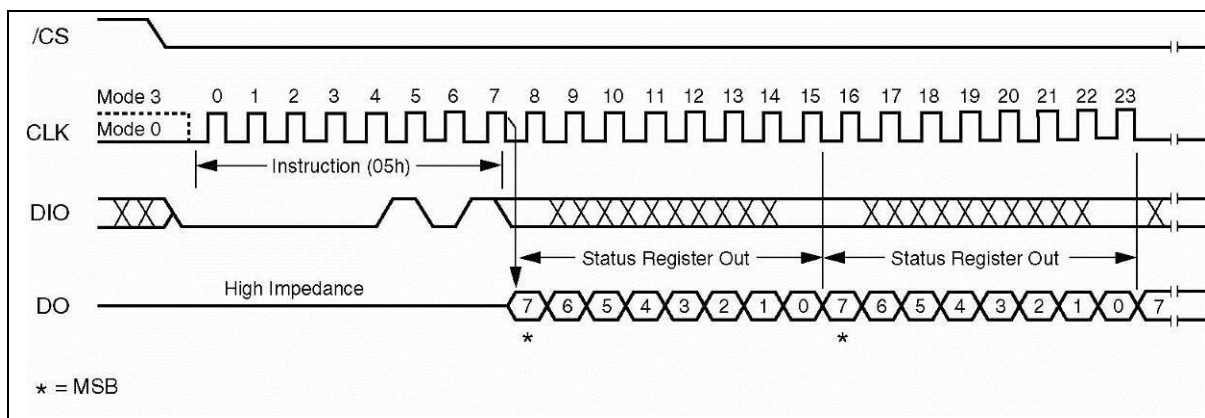 /CS
Mode 3 0 1 2 3 4 5 6 7 8 9 10 11 12 13 14 15 16 17 18 19 20 21 22 23
CLK Mode 0
Instruction (05h)
DIO
Status Register Out Status Register Out
High Impedance
DO 7 6 5 4 3 2 1 0 7 6 5 4 3 2 1 0 7
* *
* = MSB